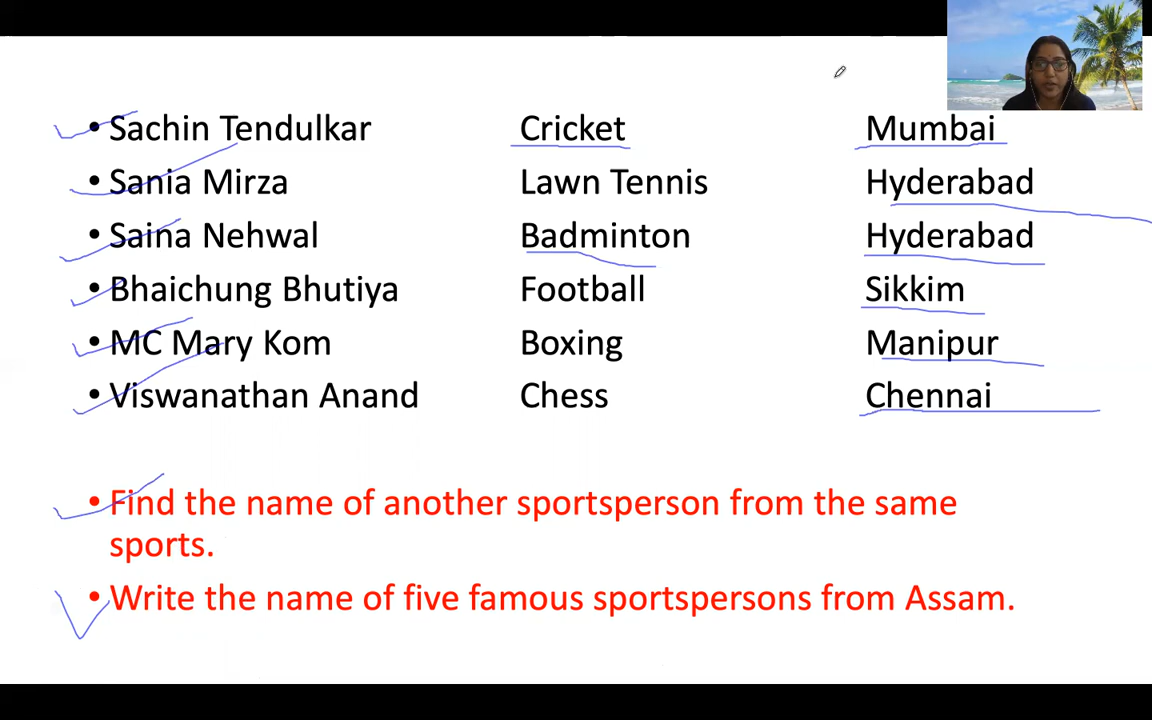 • Sachin Tendulkar Cricket Mumbai
• Sania Mirza Lawn Tennis Hyderabad
• Saina Nehwal Badminton Hyderabad
• Bhaichung Bhutiya Football Sikkim
• MC Mary Kom Boxing Manipur
• Viswanathan Anand Chess Chennai
• Find the name of another sportsperson from the same
sports.
• Write the name of five famous sportspersons from Assam.